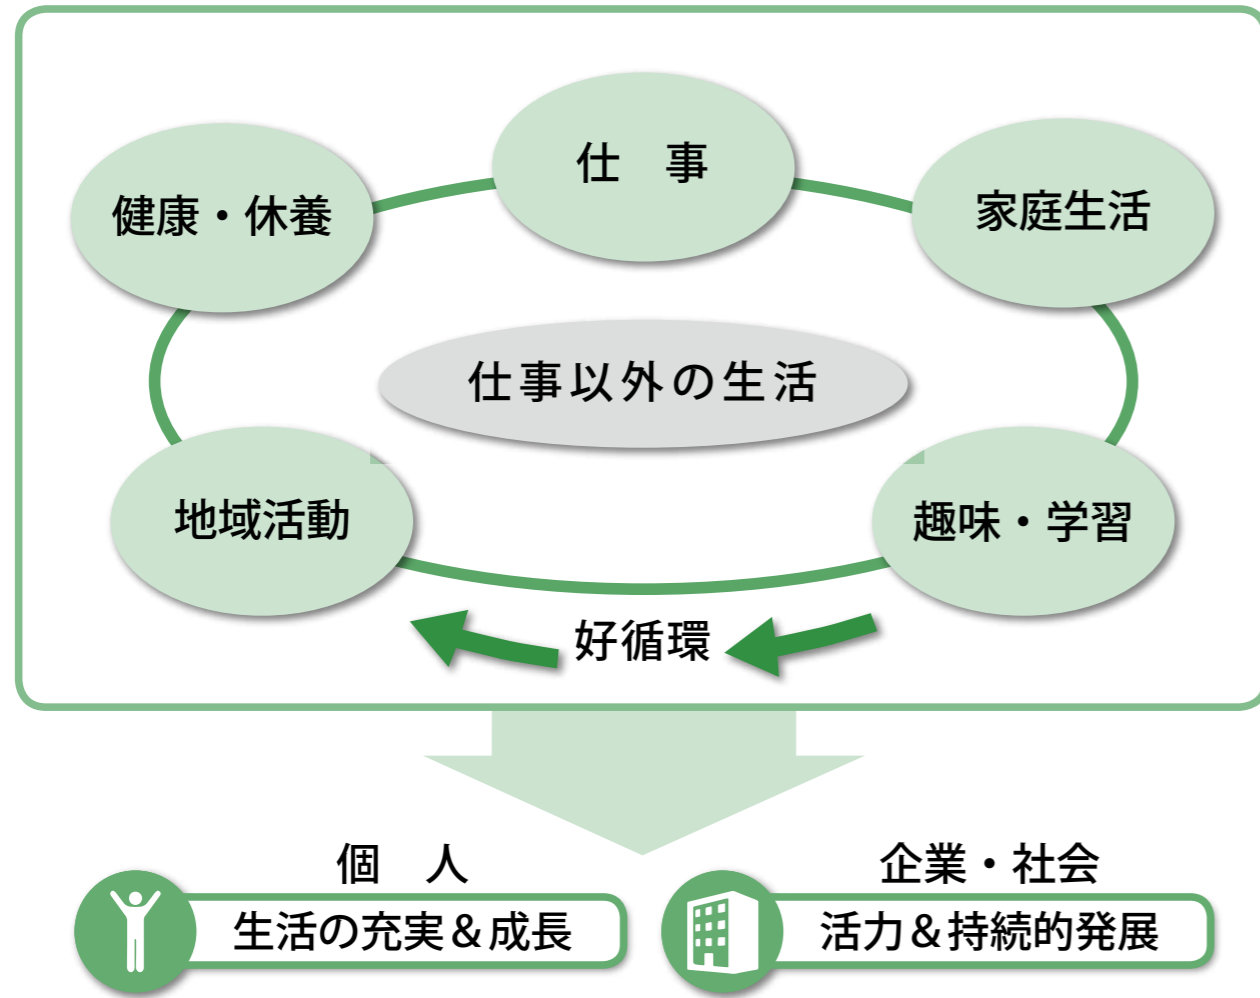 仕　事
健康・休養
家庭生活
仕事以外の生活
地域活動
趣味・学習
好循環
個　人
生活の充実＆成長
企業・社会
活力＆持続的発展